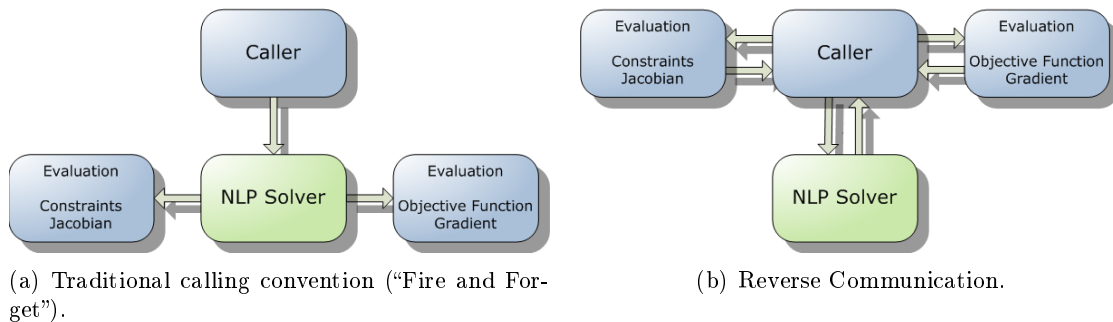 Caller
Evaluation
Constraints
Jacobian
NLP Solver
Evaluation
Objective Function
Gradient
(a) Traditional calling convention (“Fire and For-
get”).
Evaluation
Constraints
Jacobian
Caller
Evaluation
Objective Function
Gradient
NLP Solver
(b) Reverse Communication.